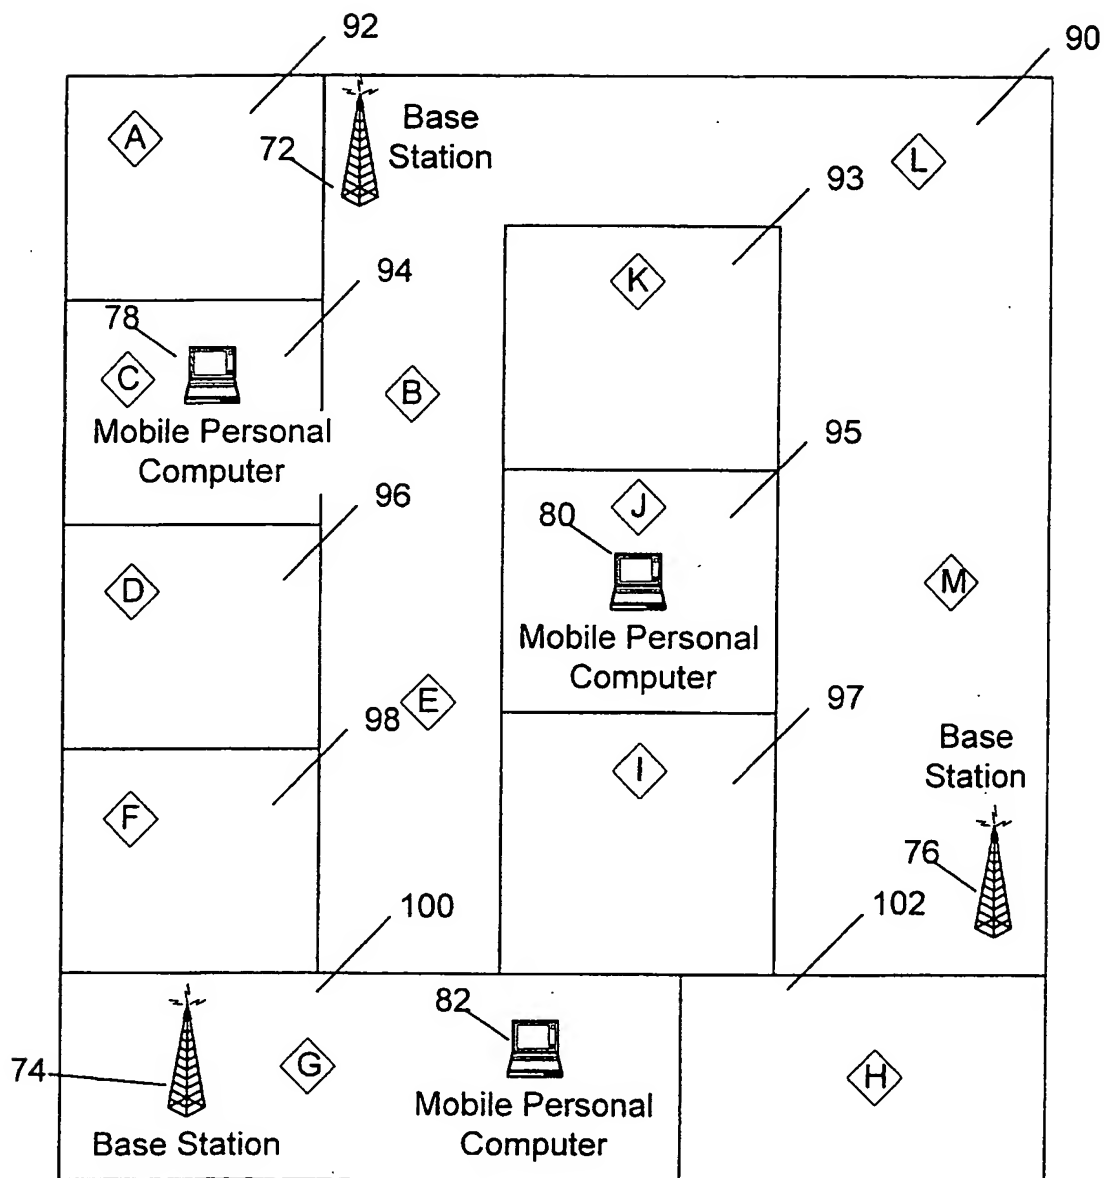 92
90
A
72
Base
Station
L
93
K
94
78
C
B
Mobile Personal
Computer
95
96
J
80
D
M
Mobile Personal
Computer
E
97
98
Base
Station
I
F
76
100
102
82
74
G
H
Mobile Personal
Computer
Base Station